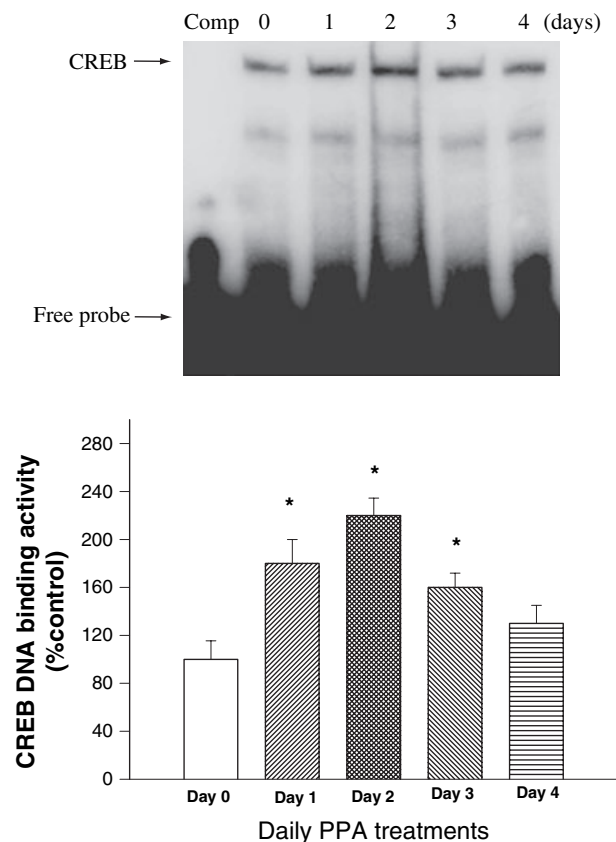 Comp 0 1 2 3 4 (days)
CREB
Free probe
CREB DNA binding activity
(%control)
280
240
200
160
120
80
40
0
*
*
*
Day 0 Day 1 Day 2 Day 3 Day 4
Daily PPA treatments